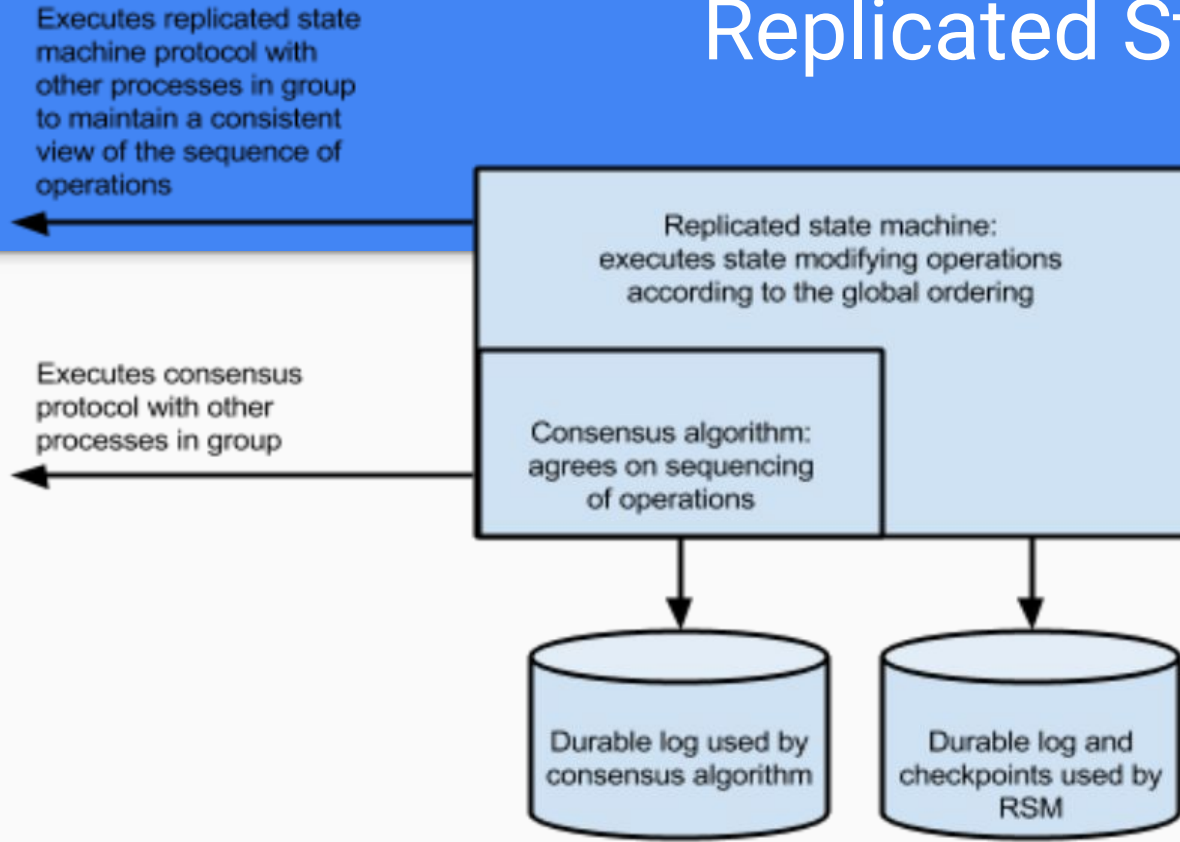 Replicated St
Executes replicated state
machine protocol with
other processes in group
to maintain a consistent
view of the sequence of
operations
Replicated state machine:
executes state modifying operations
according to the global ordering
Executes consensus
protocol with other
processes in group
Consensus algorithm:
agrees on sequencing
of operations
Durable log used by
consensus algorithm
Durable log and
checkpoints used by
RSM